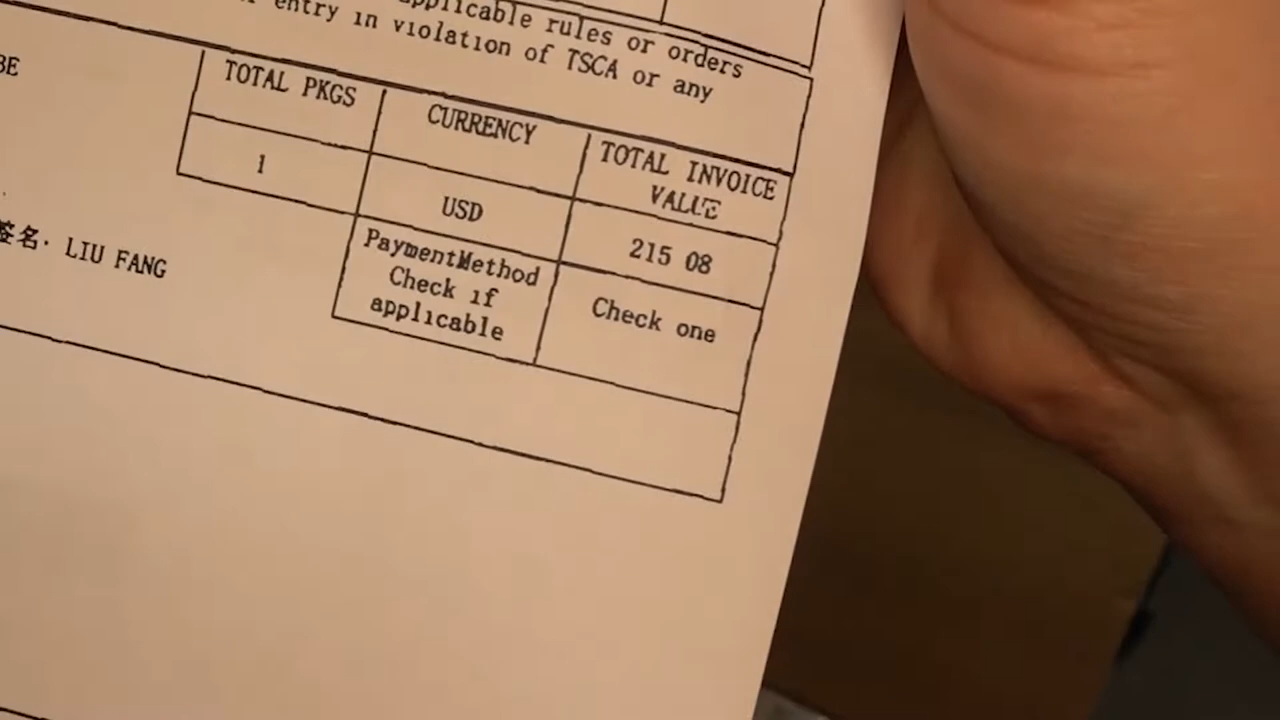 applicable rules or orders
entry in violation of TSCA or any
BE
TOTAL PKGS
CURRENCY
TOTAL INVOICE
VALUE
1
USD
215 08
签名· LIU FANG
PaymentMethod
Check if
applicable
Check one